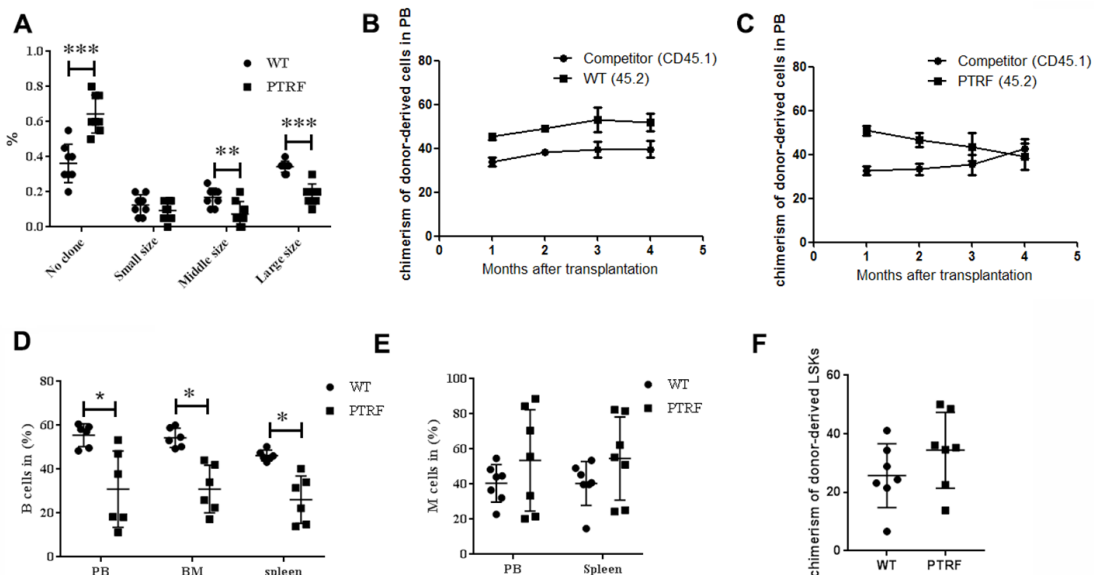 A
***
***
**
WT
PTRF
%
1.0
0.8
0.6
0.4
0.2
0.0
No clone
Small size
Middle size
Large size
B
chimerism of donor-derived cells in PB
Competitor (CD45.1)
WT (45.2)
80
60
40
20
0
0 1 2 3 4 5
Months after transplantation
C
chimerism of donor-derived cells in PB
Competitor (CD45.1)
PTRF (45.2)
80
60
40
20
0
0 1 2 3 4 5
Months after transplantation
D
B cells in (%)
80
60
40
20
0
*
*
*
WT
PTRF
PB BM spleen
E
M cells in (%)
100
80
60
40
20
0
WT
PTRF
PB Spleen
F
chimerism of donor-derived LSKs
60
40
20
0
WT PTRF